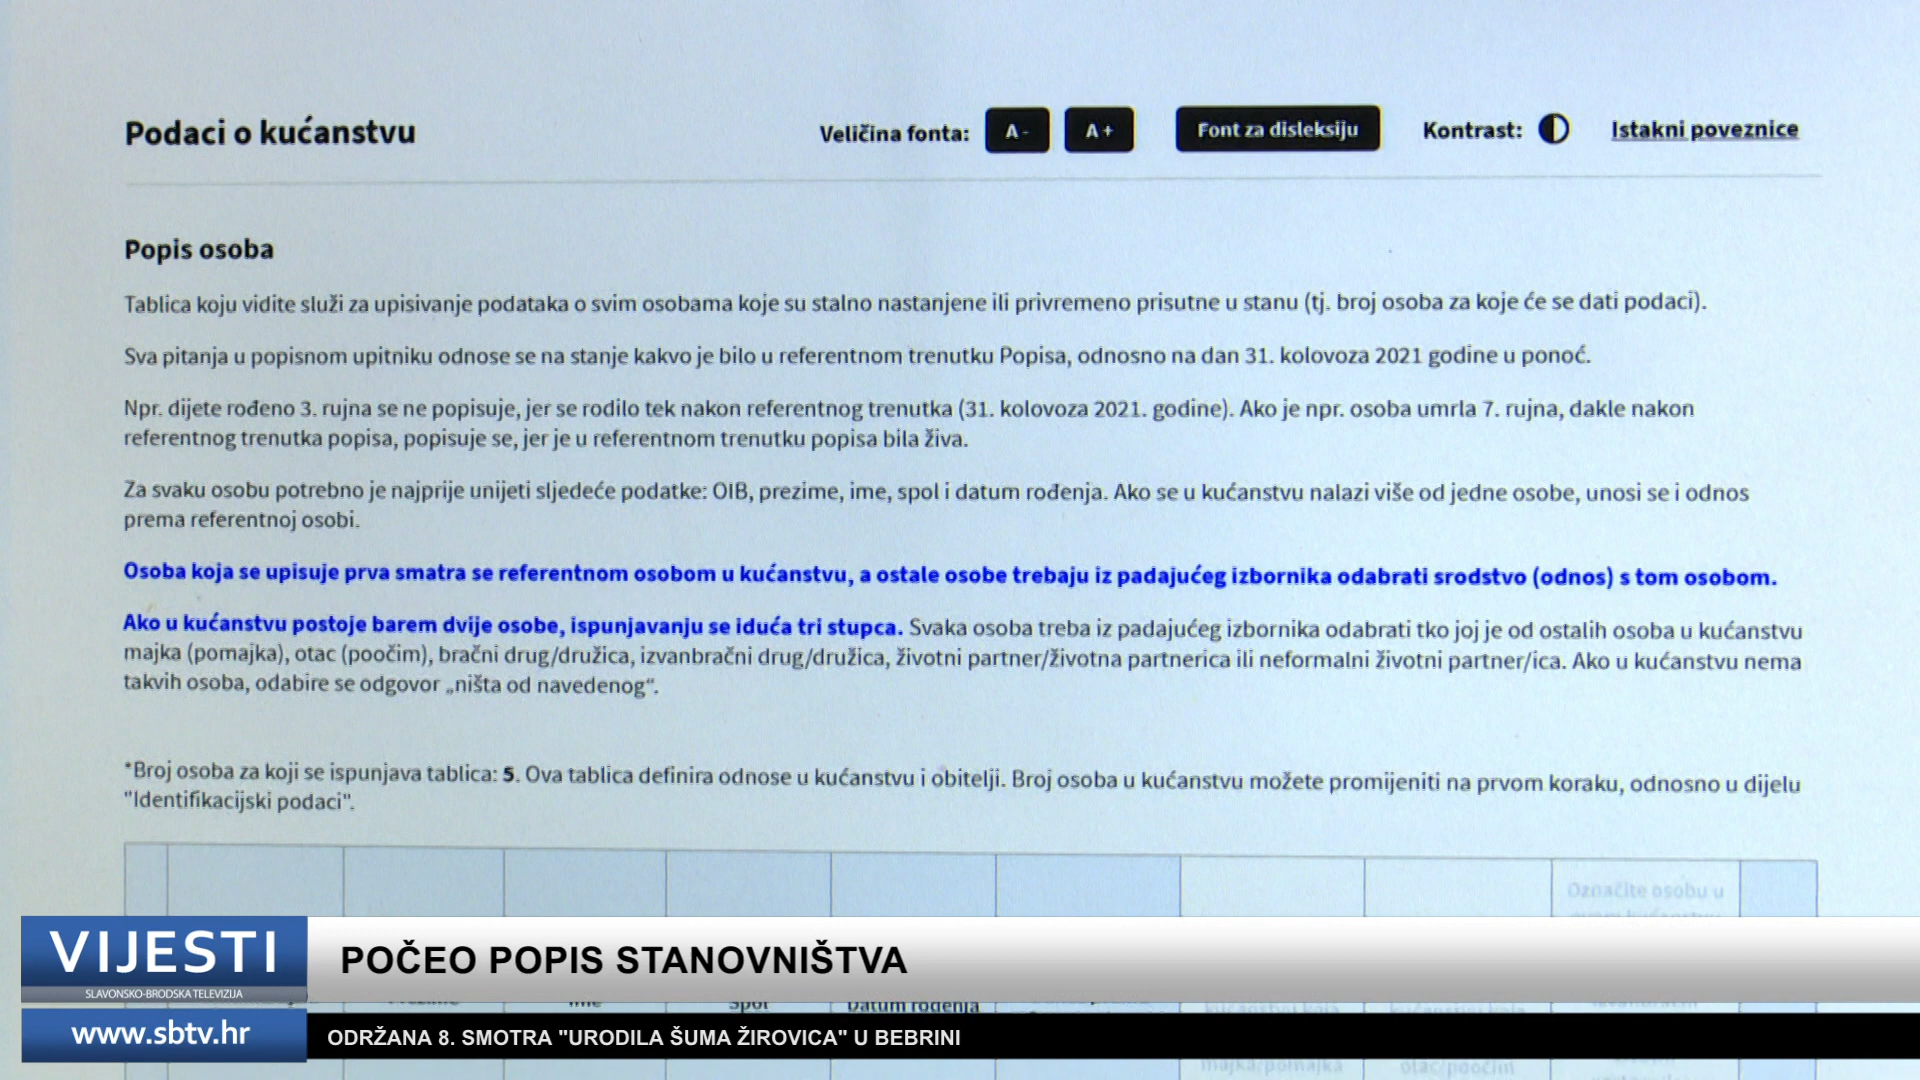 Podaci o kućanstvu
Veličina fonta: A - A + Font za disleksiju Kontrast: Istakni poveznice
Popis osoba
Tablica koju vidite služi za upisivanje podataka o svim osobama koje su stalno nastanjene ili privremeno prisutne u stanu (tj. broj osoba za koje će se dati podaci).
Sva pitanja u popisnom upitniku odnose se na stanje kakvo je bilo u referentnom trenutku Popisa, odnosno na dan 31. kolovoza 2021 godine u ponoć.
Npr. dijete rođeno 3. rujna se ne popisuje, jer se rodilo tek nakon referentnog trenutka (31. kolovoza 2021. godine). Ako je npr. osoba umrla 7. rujna, dakle nakon
referentnog trenutka popisa, popisuje se, jer je u referentnom trenutku popisa bila živa.
Za svaku osobu potrebno je najprije unijeti sljedeće podatke: OIB, prezime, ime, spol i datum rođenja. Ako se u kućanstvu nalazi više od jedne osobe, unosi se i odnos
prema referentnoj osobi.
Osoba koja se upisuje prva smatra se referentnom osobom u kućanstvu, a ostale osobe trebaju iz padajućeg izbornika odabrati srodstvo (odnos) s tom osobom.
Ako u kućanstvu postoje barem dvije osobe, ispunjavanju se iduća tri stupca. Svaka osoba treba iz padajućeg izbornika odabrati tko joj je od ostalih osoba u kućanstvu
majka (pomajka), otac (poočim), bračni drug/družica, izvanbračni drug/družica, životni partner/životna partnerica ili neformalni životni partner/ica. Ako u kućanstvu nema
takvih osoba, odabire se odgovor „ništa od navedenog“.
*Broj osoba za koji se ispunjava tablica: 5. Ova tablica definira odnose u kućanstvu i obitelji. Broj osoba u kućanstvu možete promijeniti na prvom koraku, odnosno u dijelu
"Identifikacijski podaci".
Označite osobu u
VIJESTI
SLAVONSKO-BRODSKA TELEVIZIJA
POČEO POPIS STANOVNIŠTVA
Spol Datum rođenja
www.sbtv.hr
ODRŽANA 8. SMOTRA "URODILA ŠUMA ŽIROVICA" U BEBRINI
majka/pomajka otac/poočim